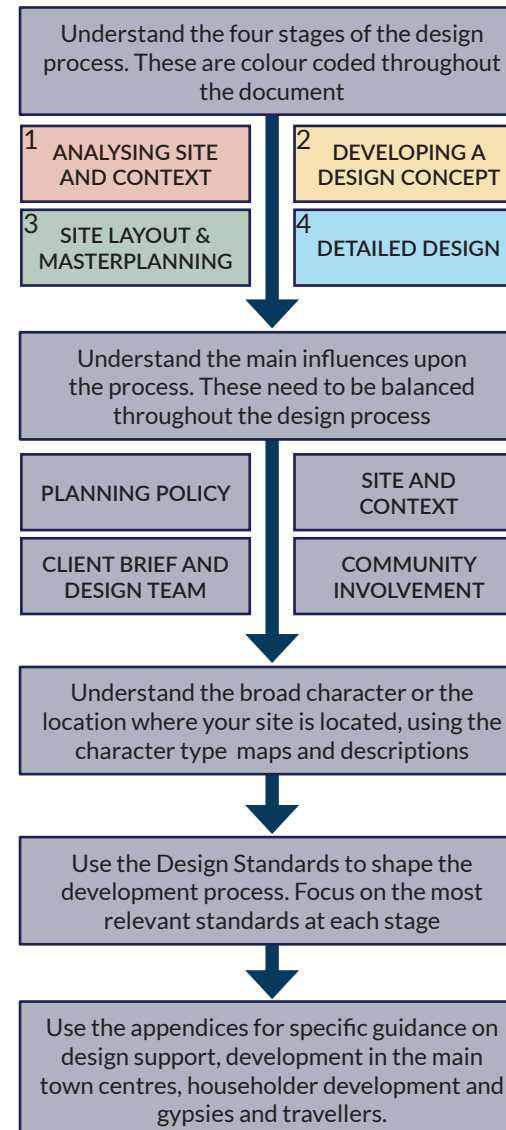 Understand the four stages of the design
process. These are colour coded throughout
the document
1
ANALYSING SITE
AND CONTEXT
2
DEVELOPING A
DESIGN CONCEPT
3
SITE LAYOUT &
MASTERPLANNING
4
DETAILED DESIGN
Understand the main influences upon
the process. These need to be balanced
throughout the design process
PLANNING POLICY
SITE AND
CONTEXT
CLIENT BRIEF AND
DESIGN TEAM
COMMUNITY
INVOLVEMENT
Understand the broad character or the
location where your site is located, using the
character type maps and descriptions
Use the Design Standards to shape the
development process. Focus on the most
relevant standards at each stage
Use the appendices for specific guidance on
design support, development in the main
town centres, householder development and
gypsies and travellers.